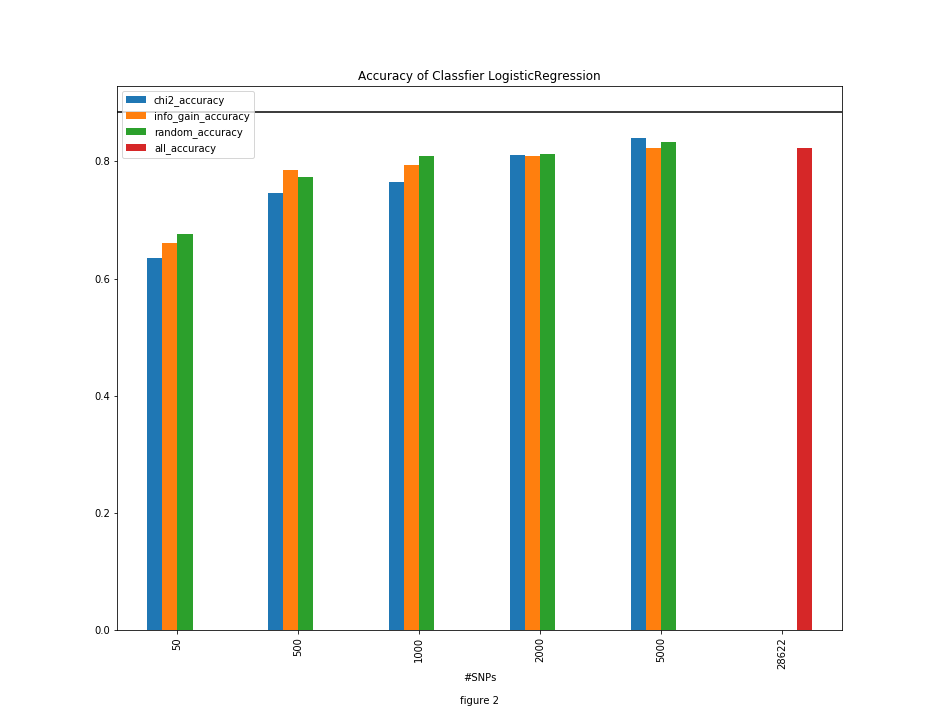 Accuracy of Classfier LogisticRegression
chi2_accuracy
info_gain_accuracy
random_accuracy
all_accuracy
0.8
0.6
0.4
0.2
0.0
50
500
1000
2000
5000
28622
#SNPs
figure 2